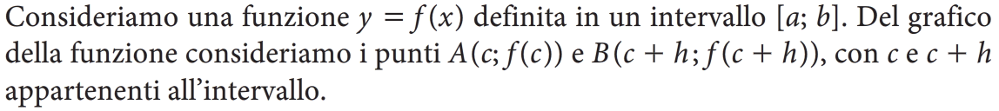 Consideriamo una funzione y = f(x) definita in un intervallo [a; b]. Del grafico
della funzione consideriamo i punti A(c; f(c)) e B(c + h; f(c + h)), con c e c + h
appartenenti all'intervallo.